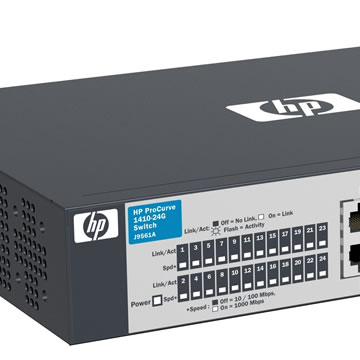 hp
hp
HP ProCurve
1410-24G
Switch
J9561A
Link/Act: Off = No Link, On = Link
Flash = Activity
Link/Act 1 3 5 7 9 11 13 15 17 19 21 23
Spd+
Link/Act 2 4 6 8 10 12 14 16 18 20 22 24
Power Spd+
+Speed: Off = 10 / 100 Mbps,
On = 1000 Mbps